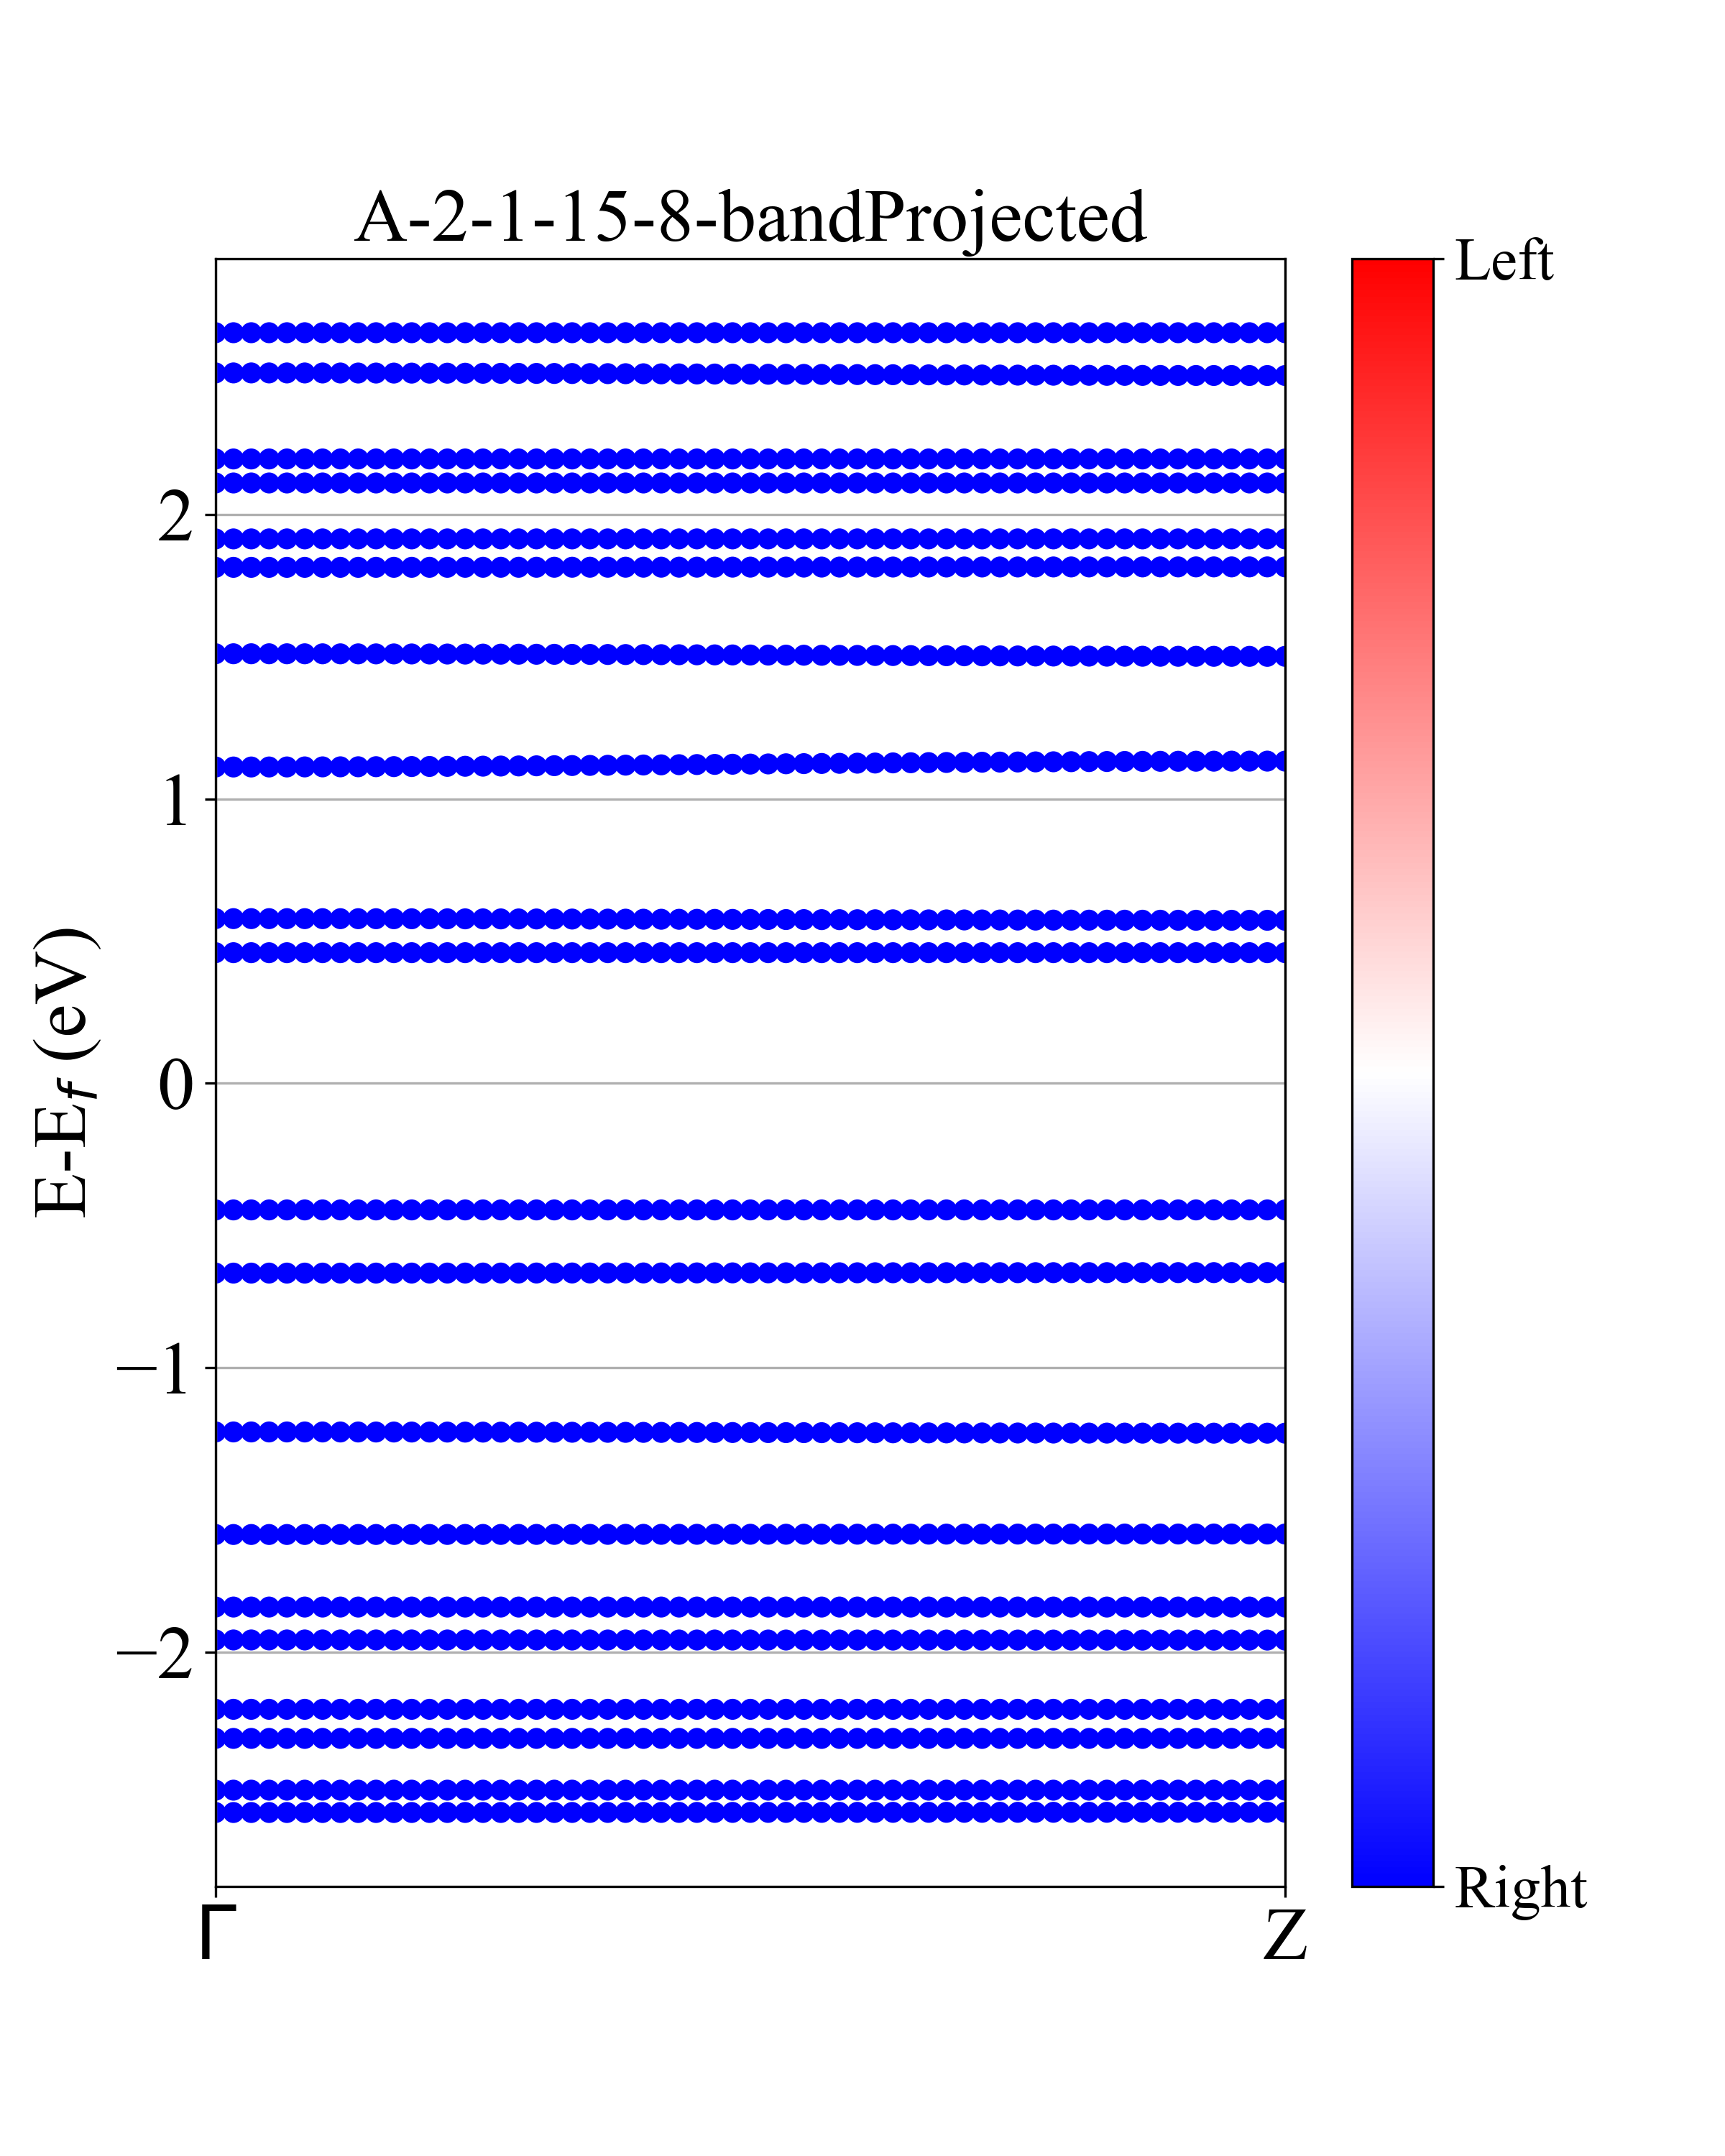 A-2-1-15-8-bandProjected
Left
2
1
0
−1
−2
E-Ef (eV)
Γ
Z
Right